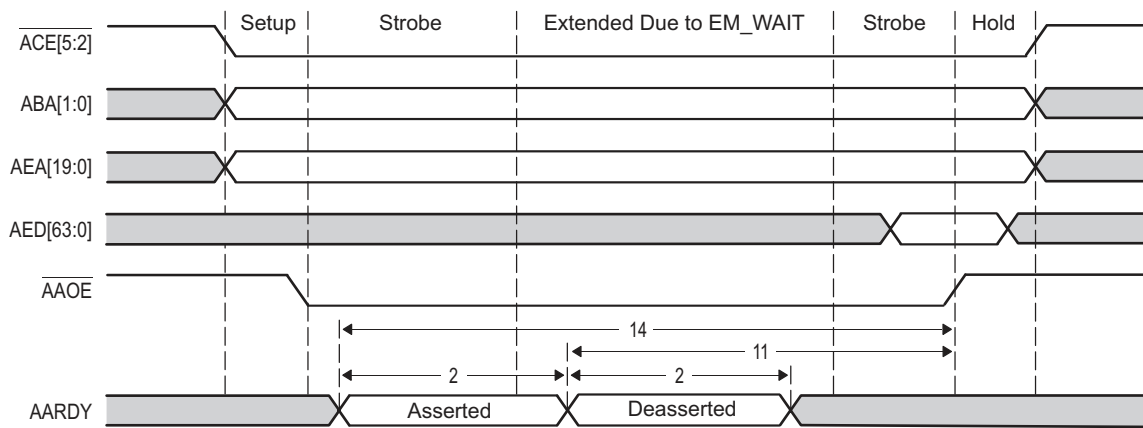 Setup Strobe Extended Due to EM_WAIT Strobe Hold
ACE[5:2]
ABA[1:0]
AEA[19:0]
AED[63:0]
AAOE
14
11
2 2
AARDY Asserted Deasserted